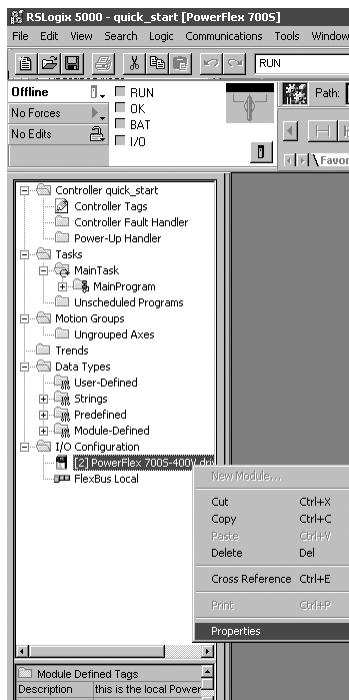 RSLogix 5000 - quick_start [PowerFlex 700S]
File Edit View Search Logic Communications Tools Window
RUN
Offline
RUN
Path:
No Forces
OK
No Edits
BAT
I/O
Favor
Controller quick_start
Controller Tags
Controller Fault Handler
Power-Up Handler
Tasks
MainTask
MainProgram
Unscheduled Programs
Motion Groups
Ungrouped Axes
Trends
Data Types
User-Defined
Strings
Predefined
Module-Defined
I/O Configuration
[2] PowerFlex 700S-400V
FlexBus Local
New Module...
Cut Ctrl+X
Copy Ctrl+C
Paste Ctrl+V
Delete Del
Cross Reference Ctrl+E
Print Ctrl+P
Properties
Module Defined Tags
Description this is the local Power